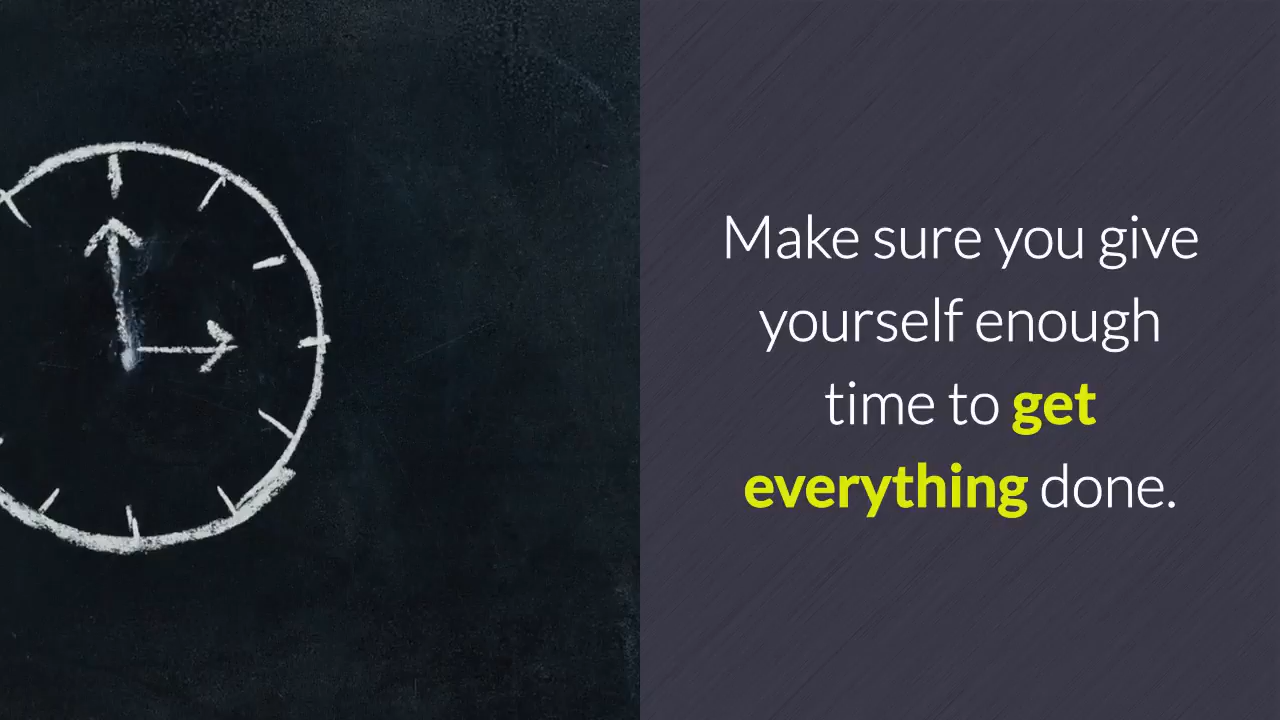 Make sure you give
yourself enough
time to get
everything done.